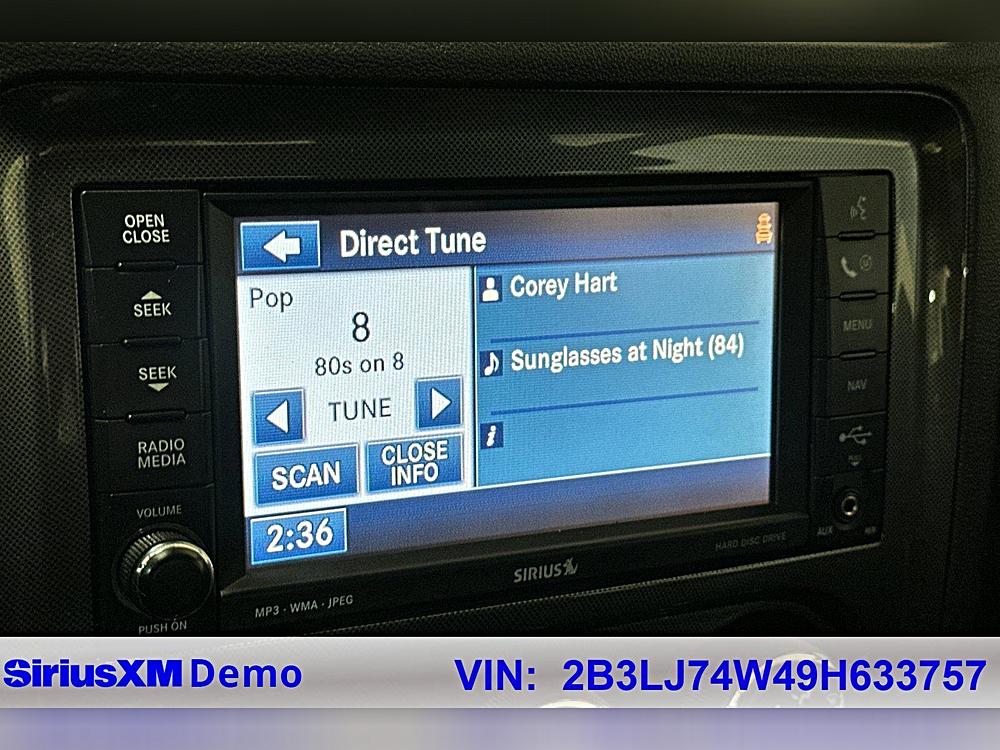 OPEN
CLOSE
SEEK
SEEK
RADIO
MEDIA
VOLUME
PUSH ON
Direct Tune
Pop
8
80s on 8
TUNE
SCAN
CLOSE
INFO
2:36
Corey Hart
Sunglasses at Night (84)
i
MENU
NAV
AUX
MP3 · WMA · JPEG
SIRIUS
HARD DISC DRIVE
SiriusXM Demo
VIN: 2B3LJ74W49H633757